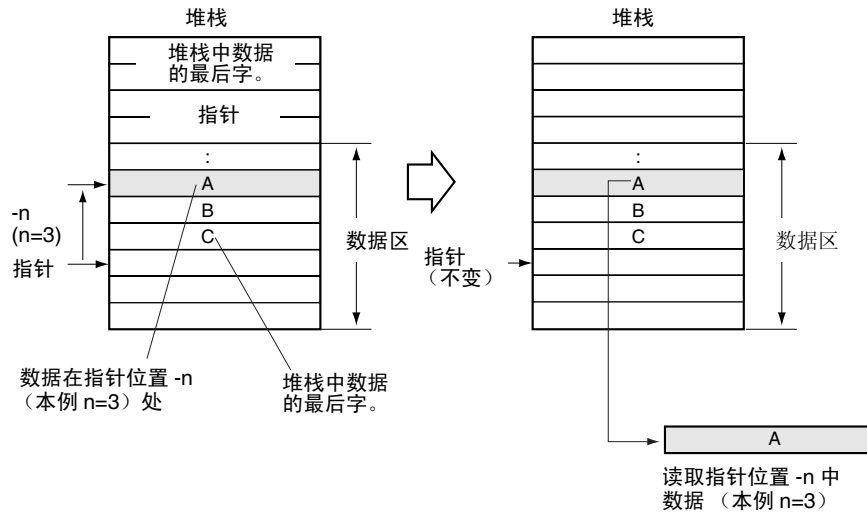 堆栈
堆栈中数据
的最后字。
指针
:
A
B
C
-n
(n=3)
指针
数据区
数据在指针位置 -n
（本例 n=3）处
堆栈中数据
的最后字。
堆栈
:
A
B
C
指针
（不变）
数据区
A
读取指针位置 -n 中
数据 （本例 n=3）